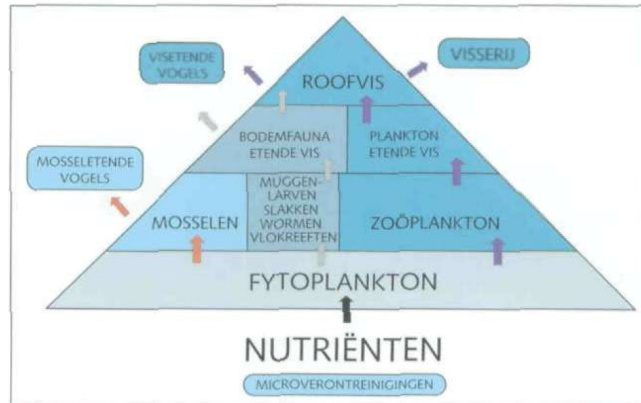 VISETENDE
VOGELS
VISSERIJ
ROOFVIS
BODEMFAUNA
ETENDE VIS
PLANKTON
ETENDE VIS
MOSSELETENDE
VOGELS
MOSSELEN
MUGGEN-
LARVEN
SLAKKEN
WORMEN
VLOKREEFTEN
ZOÖPLANKTON
FYTOPLANKTON
NUTRIËNTEN
MICROVERONTREINIGINGEN